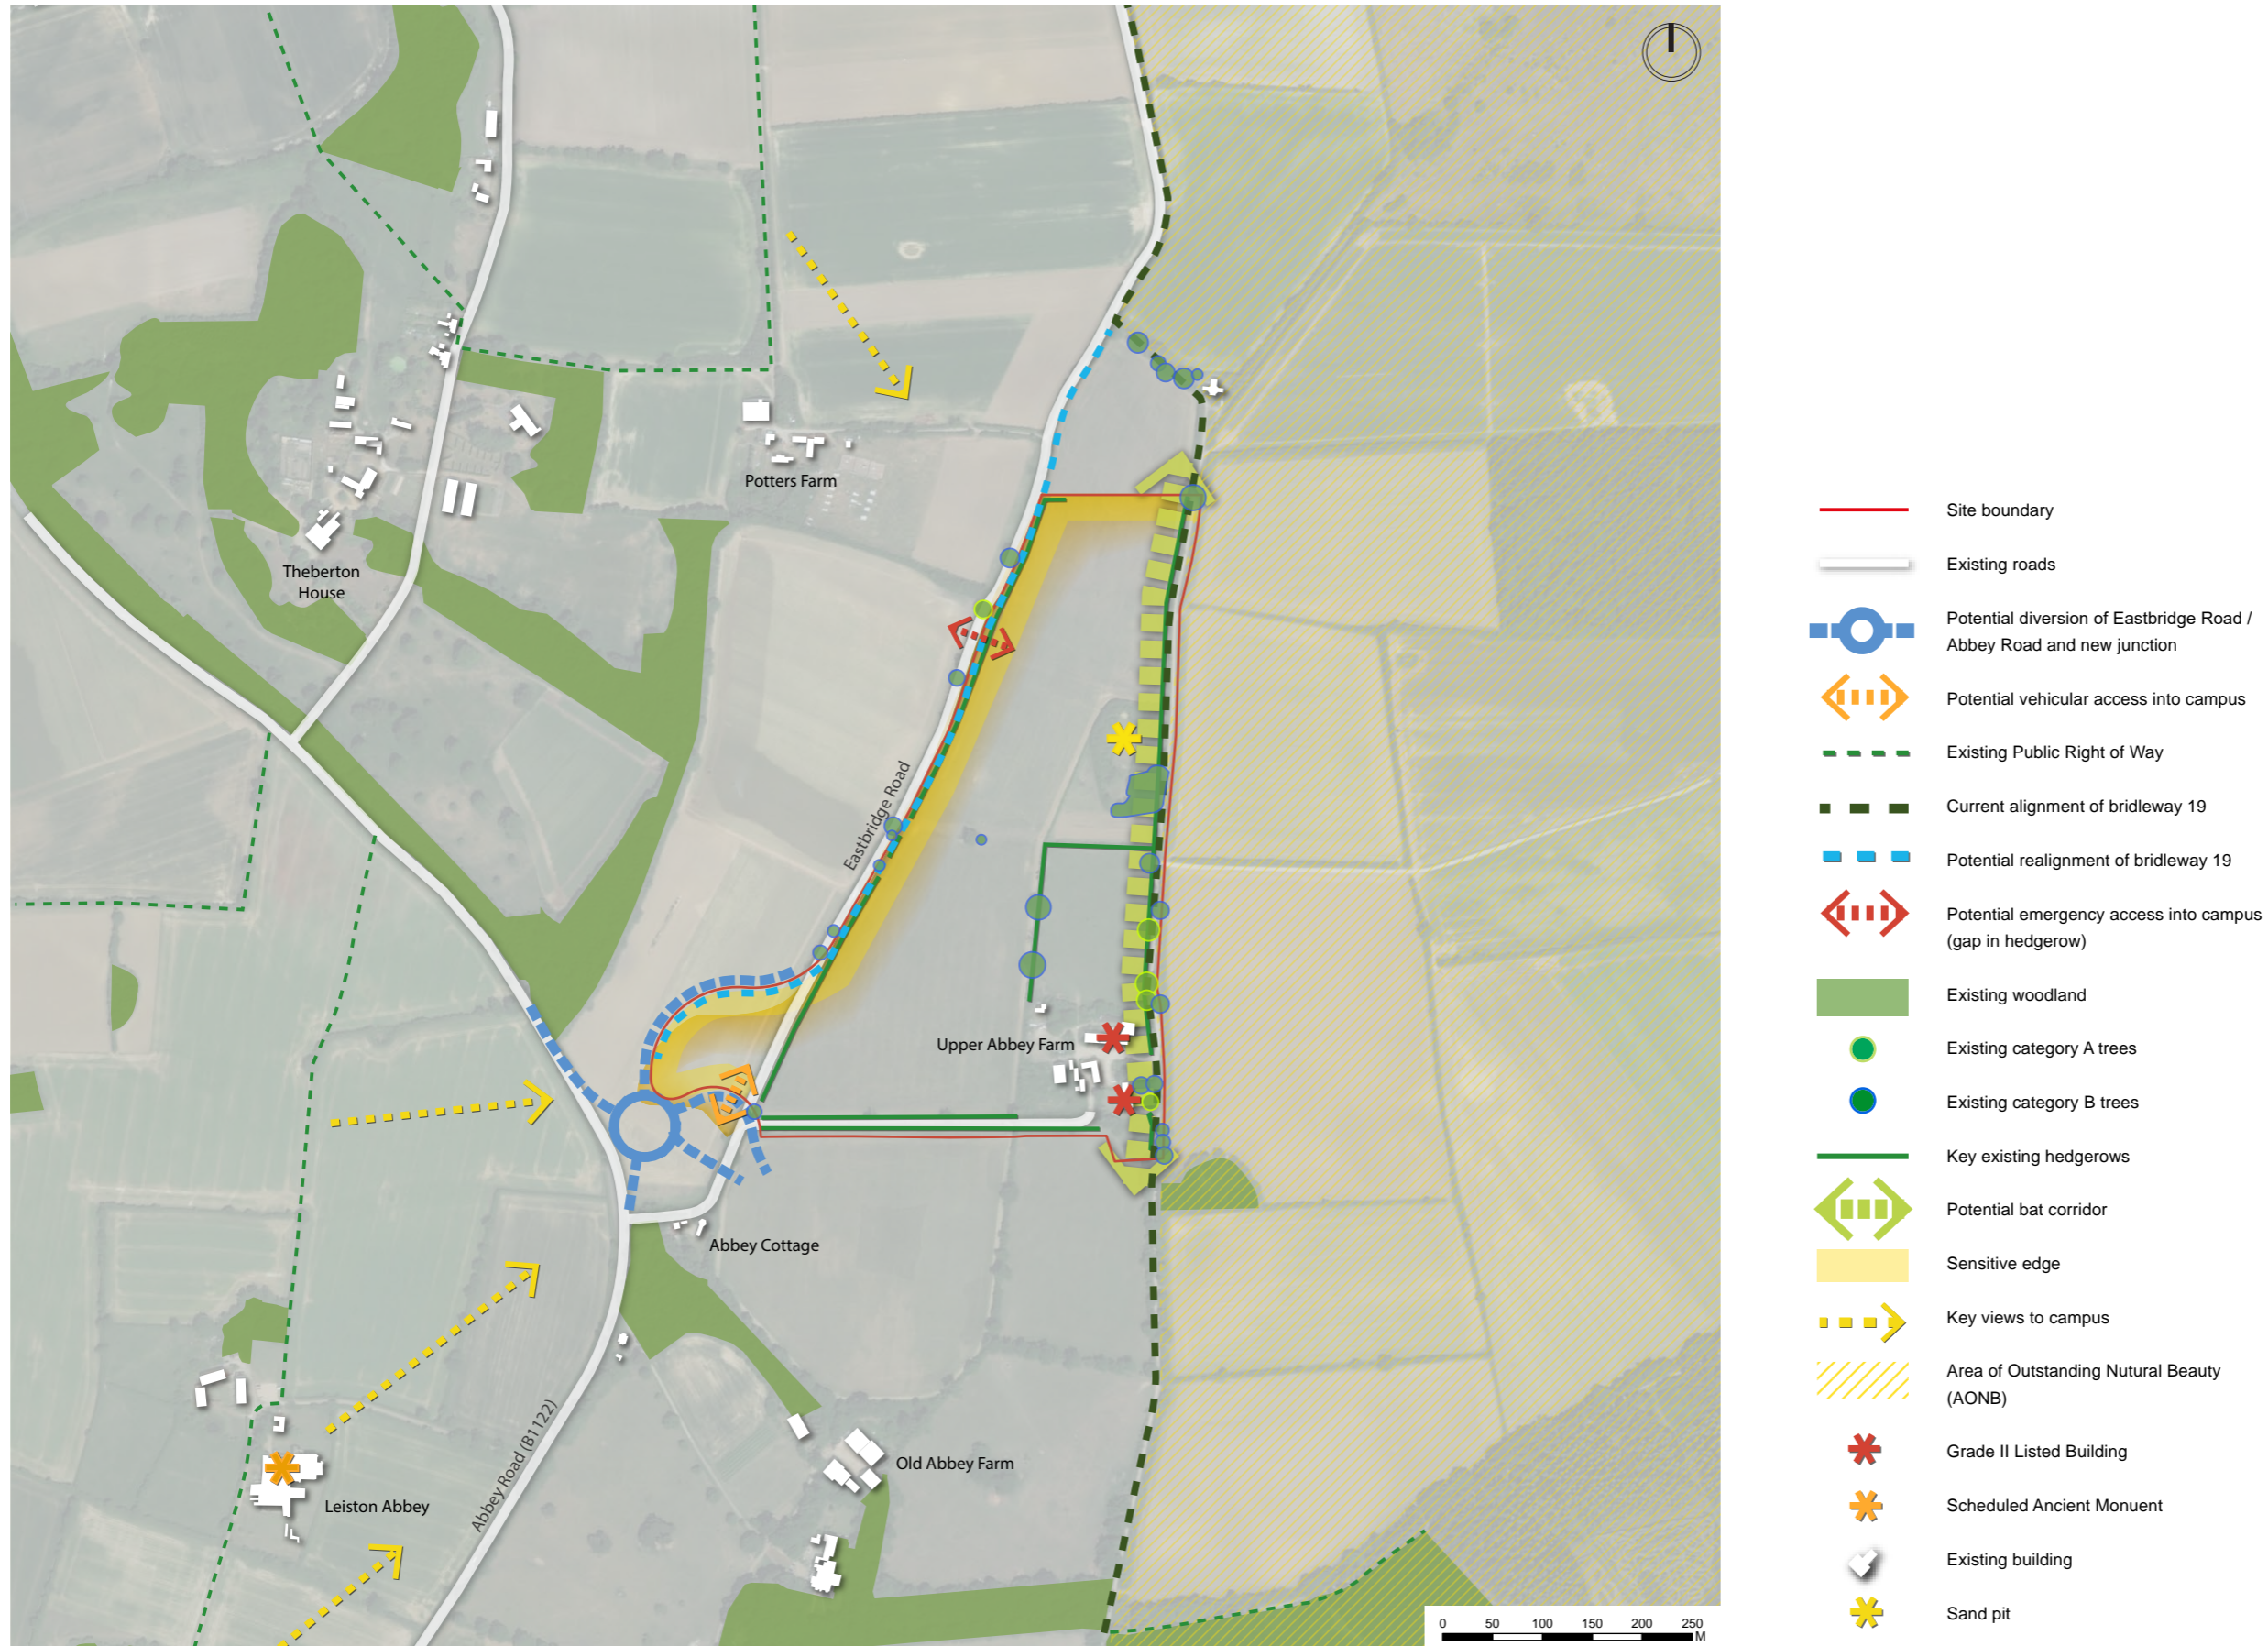 Potters Farm
Theberton
House
Eastbridge Road
Upper Abbey Farm
Abbey Cottage
Old Abbey Farm
Leiston Abbey
Abbey Road (B1122)
0 50 100 150 200 250
M
Site boundary
Existing roads
Potential diversion of Eastbridge Road /
Abbey Road and new junction
Potential vehicular access into campus
Existing Public Right of Way
Current alignment of bridleway 19
Potential realignment of bridleway 19
Potential emergency access into campus
(gap in hedgerow)
Existing woodland
Existing category A trees
Existing category B trees
Key existing hedgerows
Potential bat corridor
Sensitive edge
Key views to campus
Area of Outstanding Nutural Beauty
(AONB)
Grade II Listed Building
Scheduled Ancient Monuent
Existing building
Sand pit